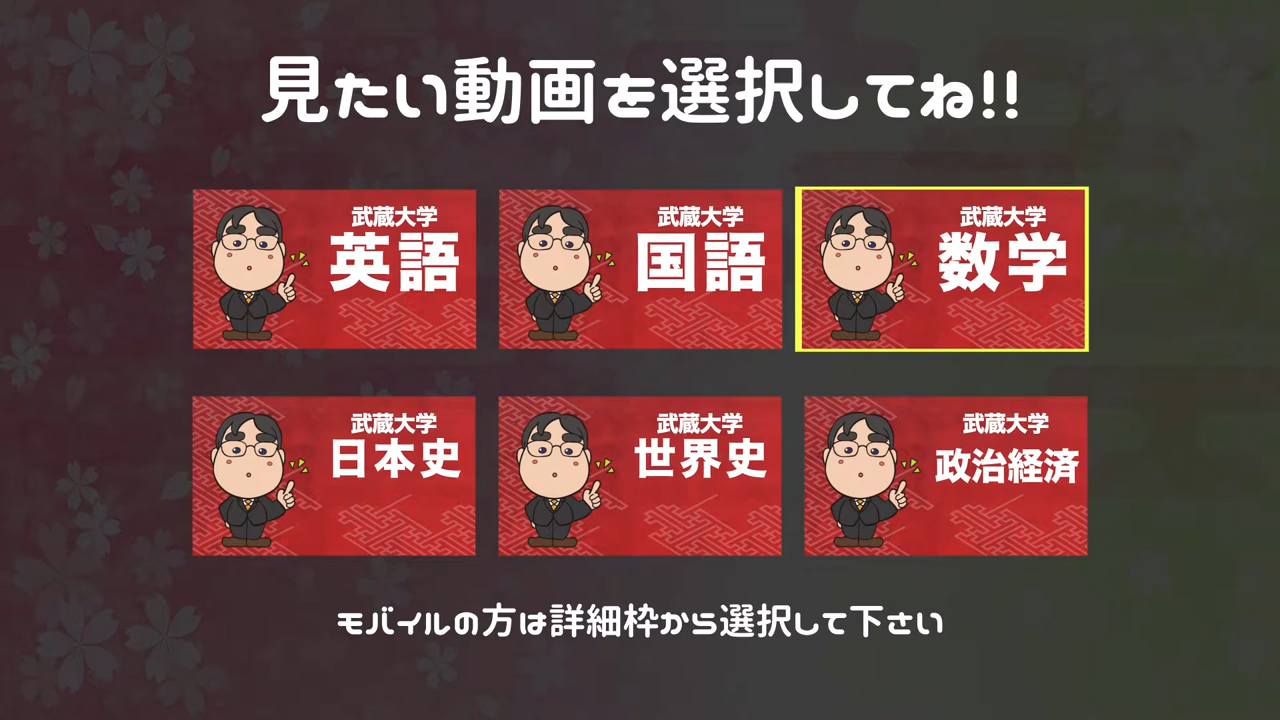 見たい動画を選択してね!!
武蔵大学
英語
武蔵大学
国語
武蔵大学
数学
武蔵大学
日本史
武蔵大学
世界史
武蔵大学
政治経済
モバイルの方は詳細枠から選択して下さい